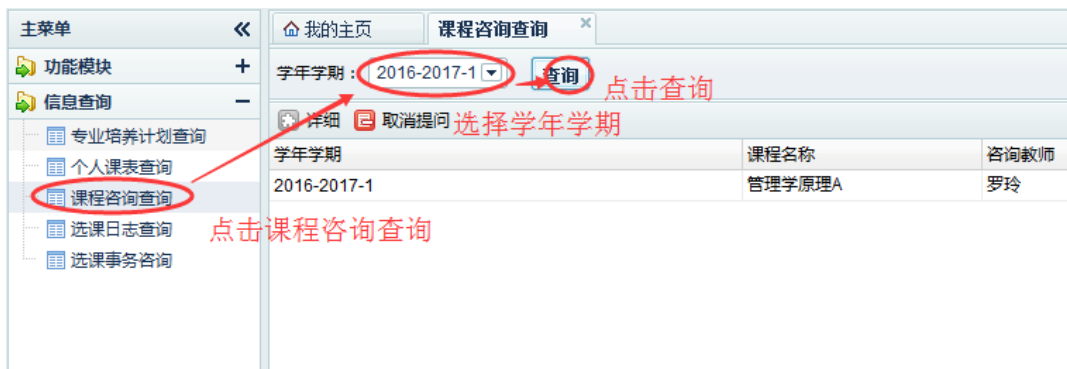 主菜单
功能模块
信息查询
专业培养计划查询
个人课表查询
课程咨询查询
选课日志查询
选课事务咨询
我的主页 课程咨询查询
学年学期： 2016-2017-1 查询
点击查询
详细 取消提问
选择学年学期
学年学期 课程名称 咨询教师
2016-2017-1 管理学原理A 罗玲
点击课程咨询查询